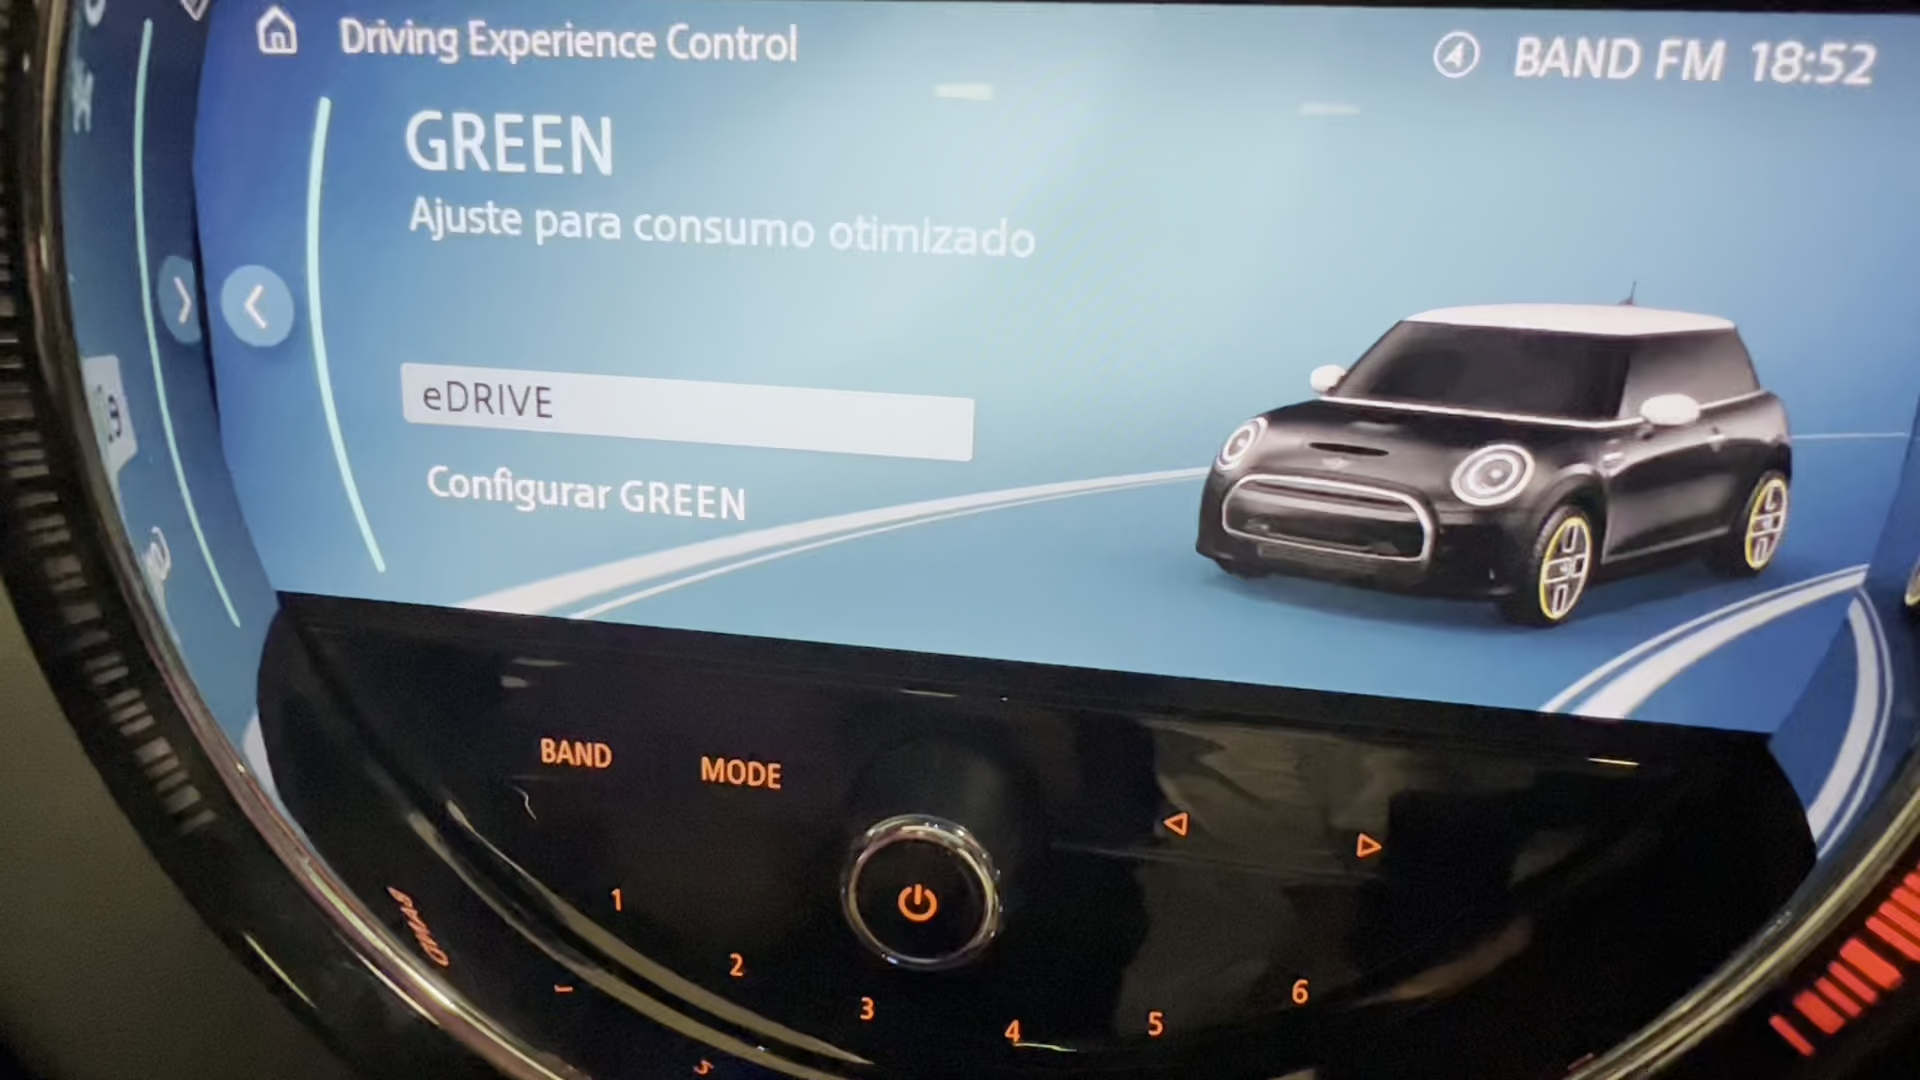 Driving Experience Control
BAND FM 18:52
GREEN
Ajuste para consumo otimizado
eDRIVE
Configurar GREEN
BAND
MODE
1
2
3
4
5
6